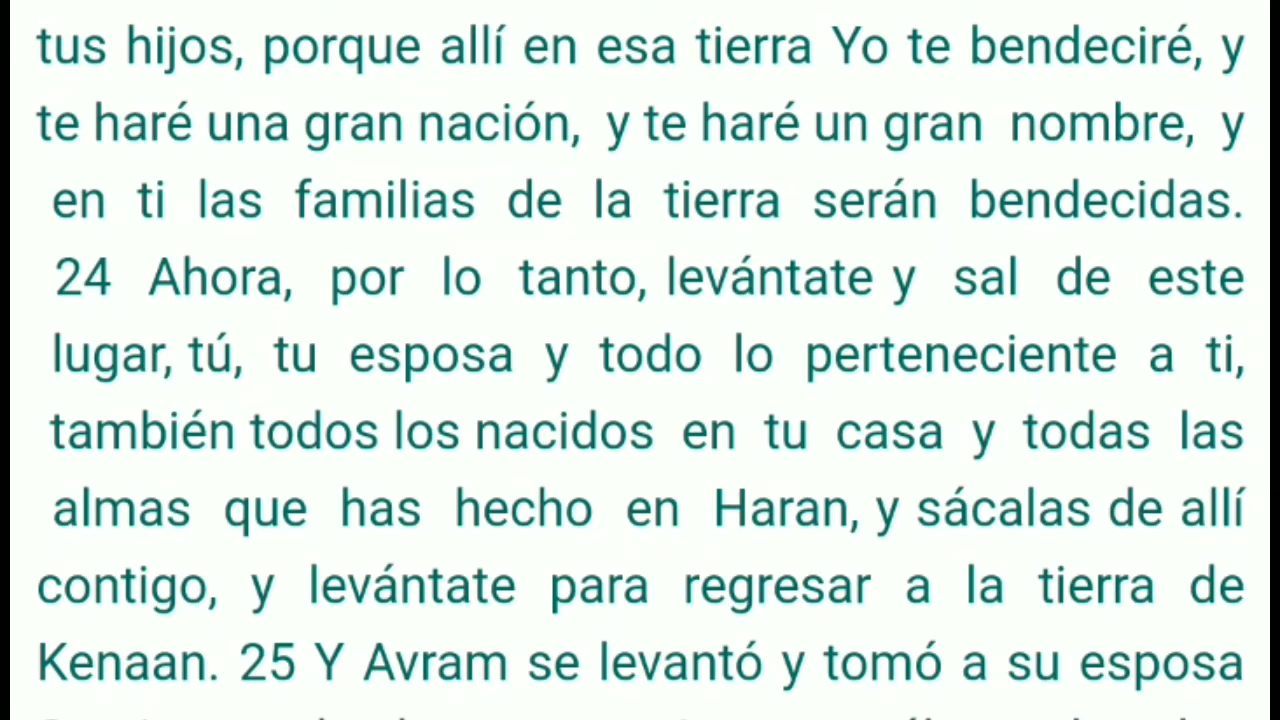 tus hijos, porque allí en esa tierra Yo te bendeciré, y
te haré una gran nación, y te haré un gran nombre, y
en ti las familias de la tierra serán bendecidas.
24 Ahora, por lo tanto, levántate y sal de este
lugar, tú, tu esposa y todo lo perteneciente a ti,
también todos los nacidos en tu casa y todas las
almas que has hecho en Haran, y sácalas de allí
contigo, y levántate para regresar a la tierra de
Kenaan. 25 Y Avram se levantó y tomó a su esposa